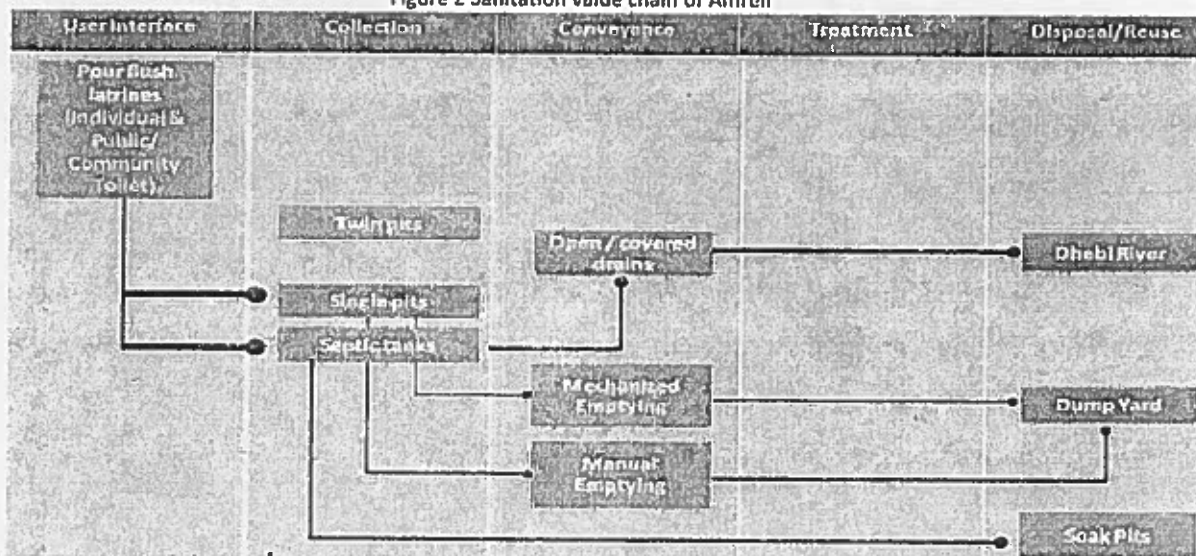 Figure 2 Sanitation value chain of Amreli
User Interface
Collection
Conveyance
Treatment
Disposal/Reuse
Pour flush
latrines
(Individual &
Public/
Community
Toilet)
Twin pits
Open / covered
drains
Dhebi River
Single pits
Septic tanks
Mechanized
Emptying
Dump Yard
Manual
Emptying
Soak Pits